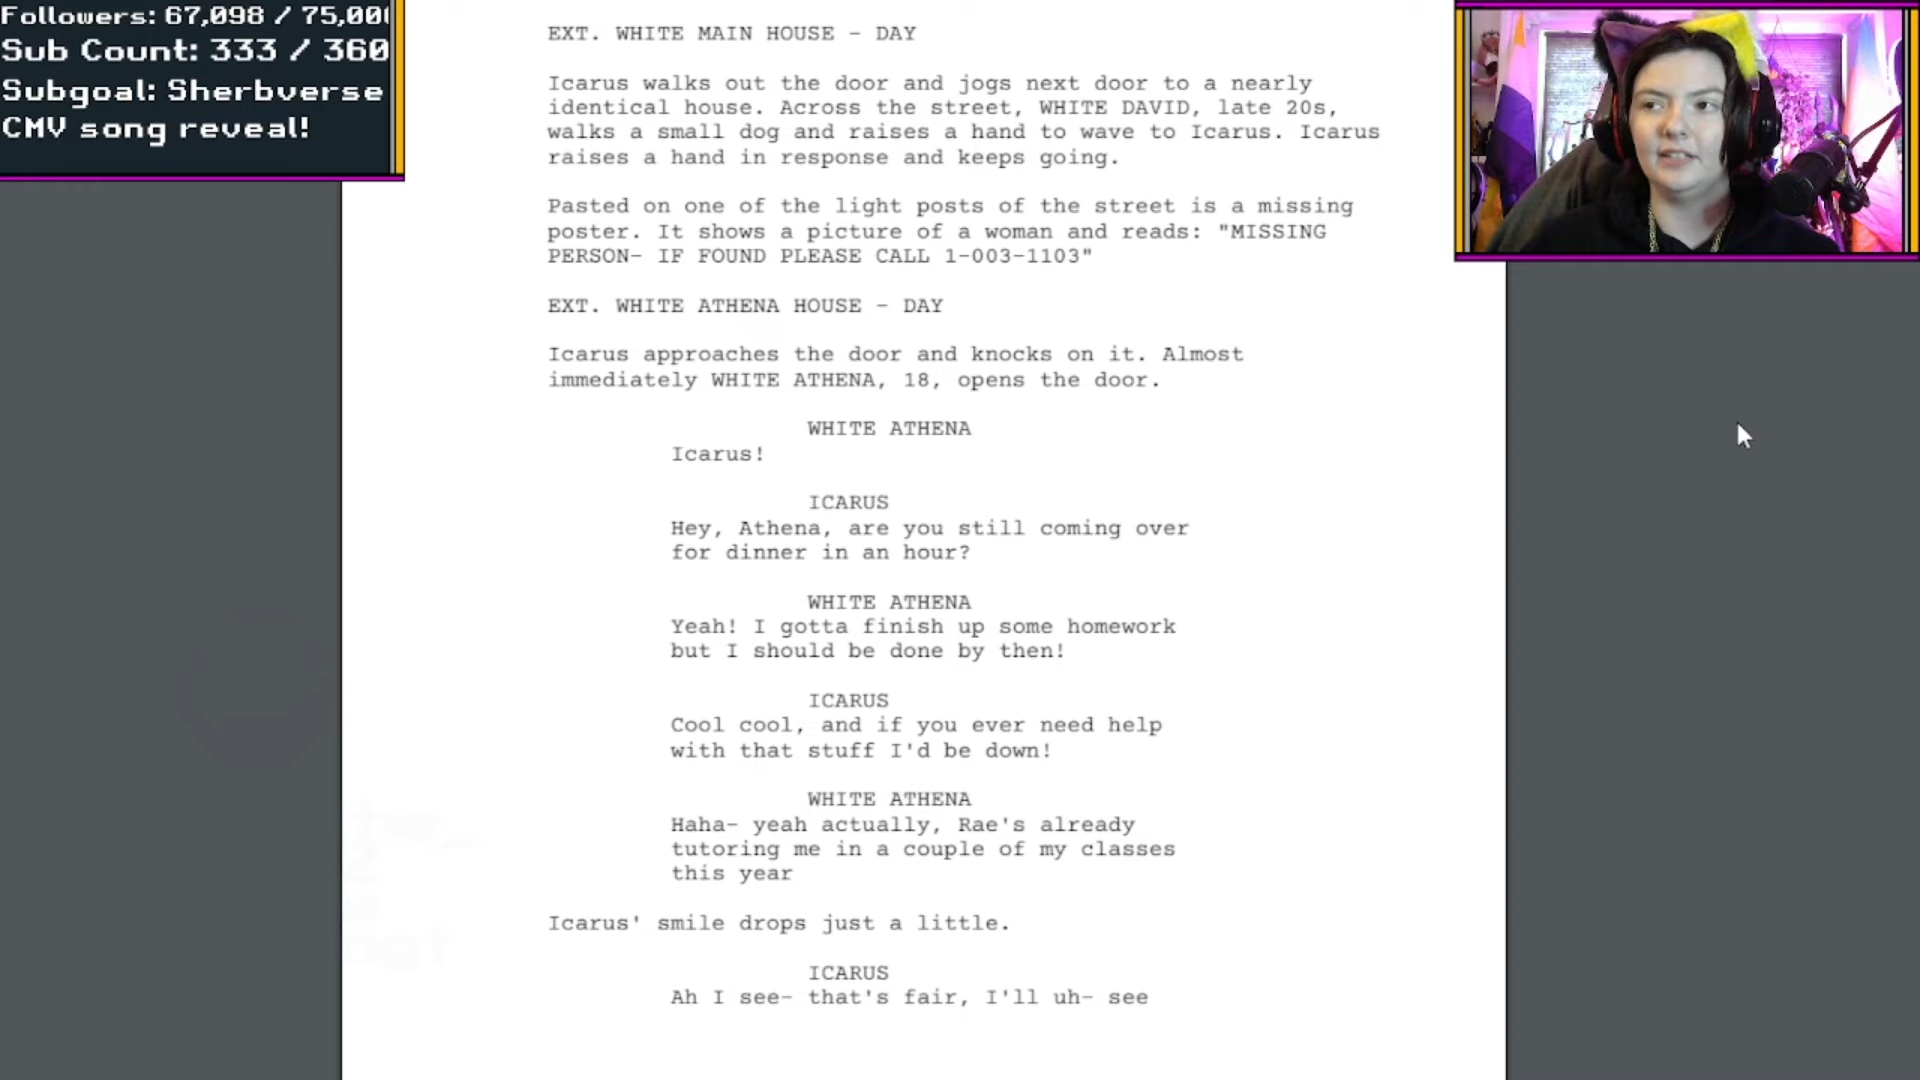 Followers: 67,098 / 75,00
Sub Count: 333 / 360
Subgoal: Sherbverse
CMV song reveal!
EXT. WHITE MAIN HOUSE - DAY
Icarus walks out the door and jogs next door to a nearly
identical house. Across the street, WHITE DAVID, late 20s,
walks a small dog and raises a hand to wave to Icarus. Icarus
raises a hand in response and keeps going.
Pasted on one of the light posts of the street is a missing
poster. It shows a picture of a woman and reads: "MISSING
PERSON- IF FOUND PLEASE CALL 1-003-1103"
EXT. WHITE ATHENA HOUSE - DAY
Icarus approaches the door and knocks on it. Almost
immediately WHITE ATHENA, 18, opens the door.
WHITE ATHENA
Icarus!
ICARUS
Hey, Athena, are you still coming over
for dinner in an hour?
WHITE ATHENA
Yeah! I gotta finish up some homework
but I should be done by then!
ICARUS
Cool cool, and if you ever need help
with that stuff I'd be down!
WHITE ATHENA
Haha- yeah actually, Rae's already
tutoring me in a couple of my classes
this year
Icarus' smile drops just a little.
ICARUS
Ah I see- that's fair, I'll uh- see